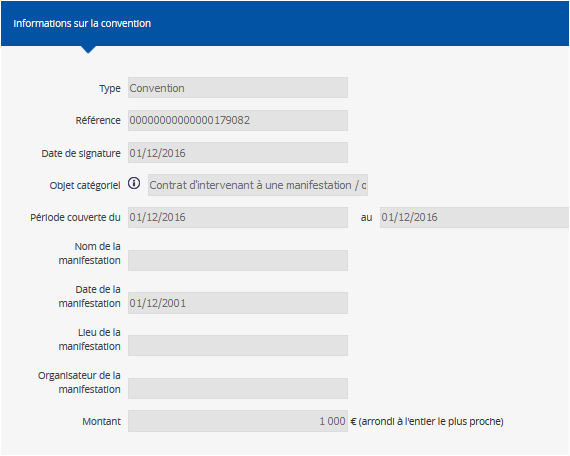 Informations sur la convention
Type Convention
Référence 00000000000000179082
Date de signature 01/12/2016
Objet catégoriel Contrat d'intervenant à une manifestation / c
Période couverte du 01/12/2016 au 01/12/2016
Nom de la
manifestation
Date de la
manifestation 01/12/2001
Lieu de la
manifestation
Organisateur de la
manifestation
Montant 1 000 € (arrondi à l'entier le plus proche)